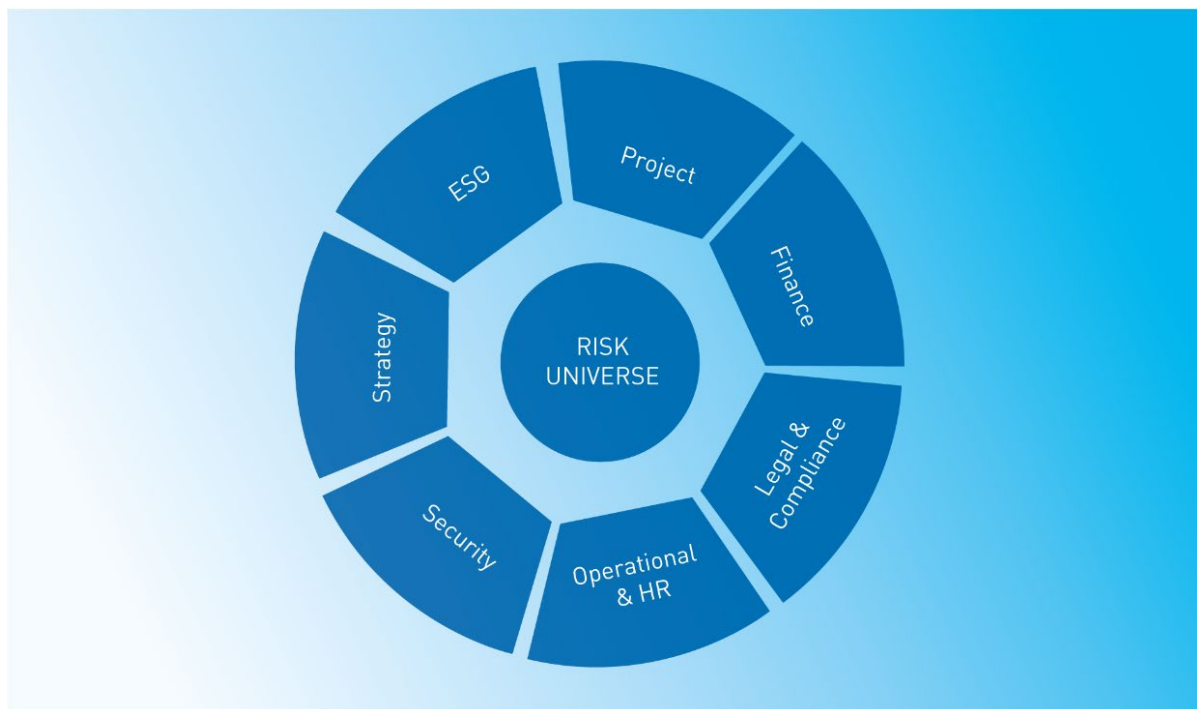 RISK
UNIVERSE
Project
Finance
Legal &
Compliance
Operational
& HR
Security
Strategy
ESG